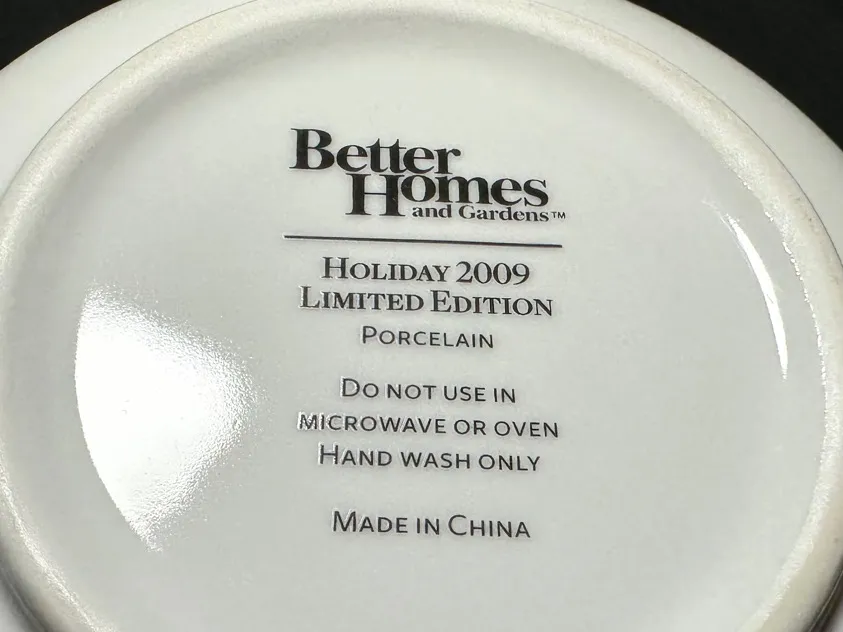 Better
Homes
and Gardens™
HOLIDAY 2009
LIMITED EDITION
PORCELAIN
DO NOT USE IN
MICROWAVE OR OVEN
HAND WASH ONLY
MADE IN CHINA